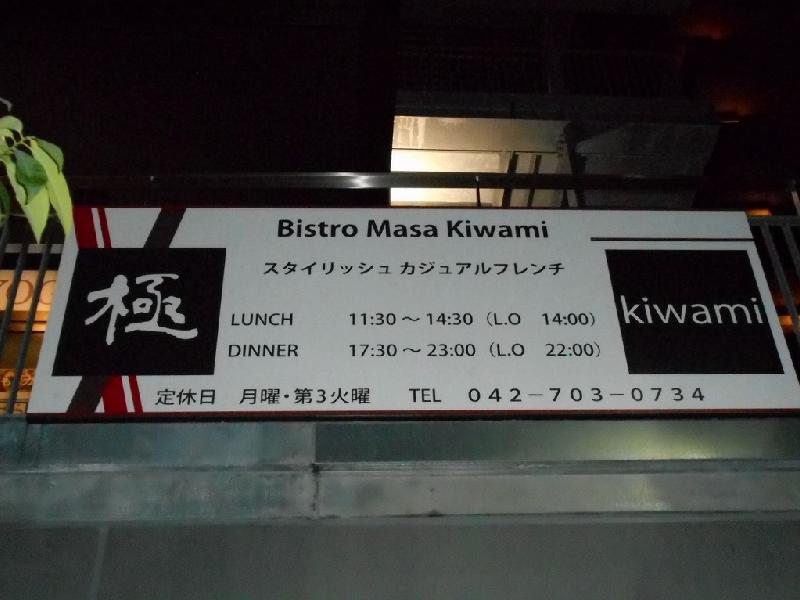 Bistro Masa Kiwami
スタイリッシュ カジュアルフレンチ
極
LUNCH 11:30～14:30（L.O 14:00）
DINNER 17:30～23:00（L.O 22:00）
kiwami
定休日 月曜・第3火曜 TEL 042－703－0734